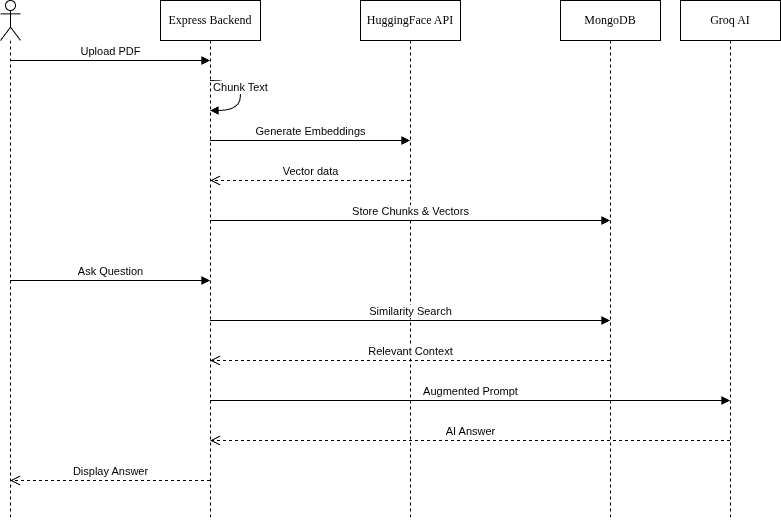 Express Backend
HuggingFace API
MongoDB
Groq AI
Upload PDF
Chunk Text
Generate Embeddings
Vector data
Store Chunks & Vectors
Ask Question
Similarity Search
Relevant Context
Augmented Prompt
AI Answer
Display Answer